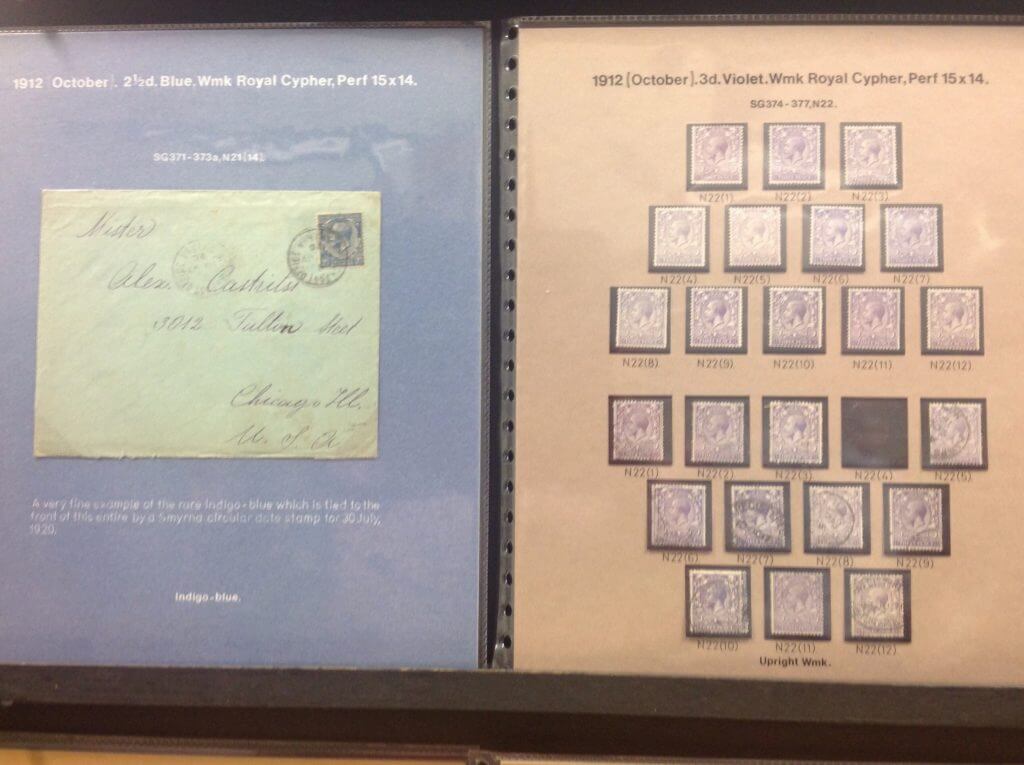 1912 October]. 2½d. Blue. Wmk Royal Cypher, Perf 15x14.
SG371-373a, N21(14).
Mister
Alex. Castrilst
3012 Fulton Steet
Chicago Ill.
U. S. A
A very fine example of the rare Indigo-blue which is tied to the
front of this entire by a Smyrna circular date stamp for 30 July,
1920.
Indigo-blue.
1912 [October]. 3d. Violet. Wmk Royal Cypher, Perf 15x14.
SG374-377, N22.
N22(1) N22(2) N22(3)
N22(4) N22(5) N22(6) N22(7)
N22(8) N22(9) N22(10) N22(11) N22(12)
N22(1) N22(2) N22(3) N22(4) N22(5)
N22(6) N22(7) N22(8) N22(9)
N22(10) N22(11) N22(12)
Upright Wmk.